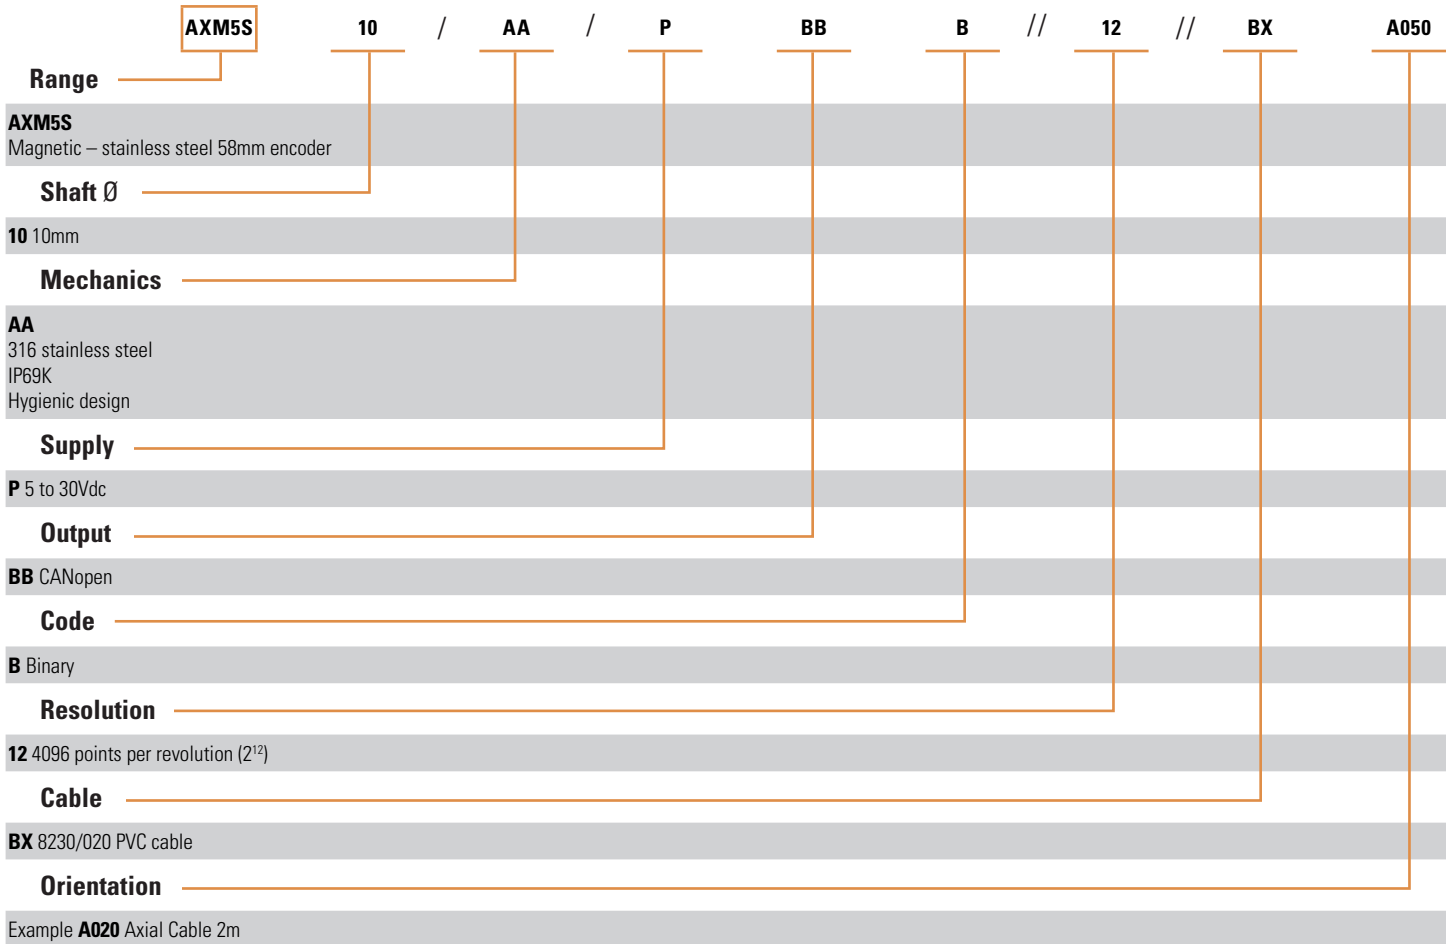 AXM5S 10 / AA / P BB B // 12 // BX A050
Range
AXM5S
Magnetic – stainless steel 58mm encoder
Shaft Ø
10 10mm
Mechanics
AA
316 stainless steel
IP69K
Hygienic design
Supply
P 5 to 30Vdc
Output
BB CANopen
Code
B Binary
Resolution
12 4096 points per revolution (2¹²)
Cable
BX 8230/020 PVC cable
Orientation
Example A020 Axial Cable 2m